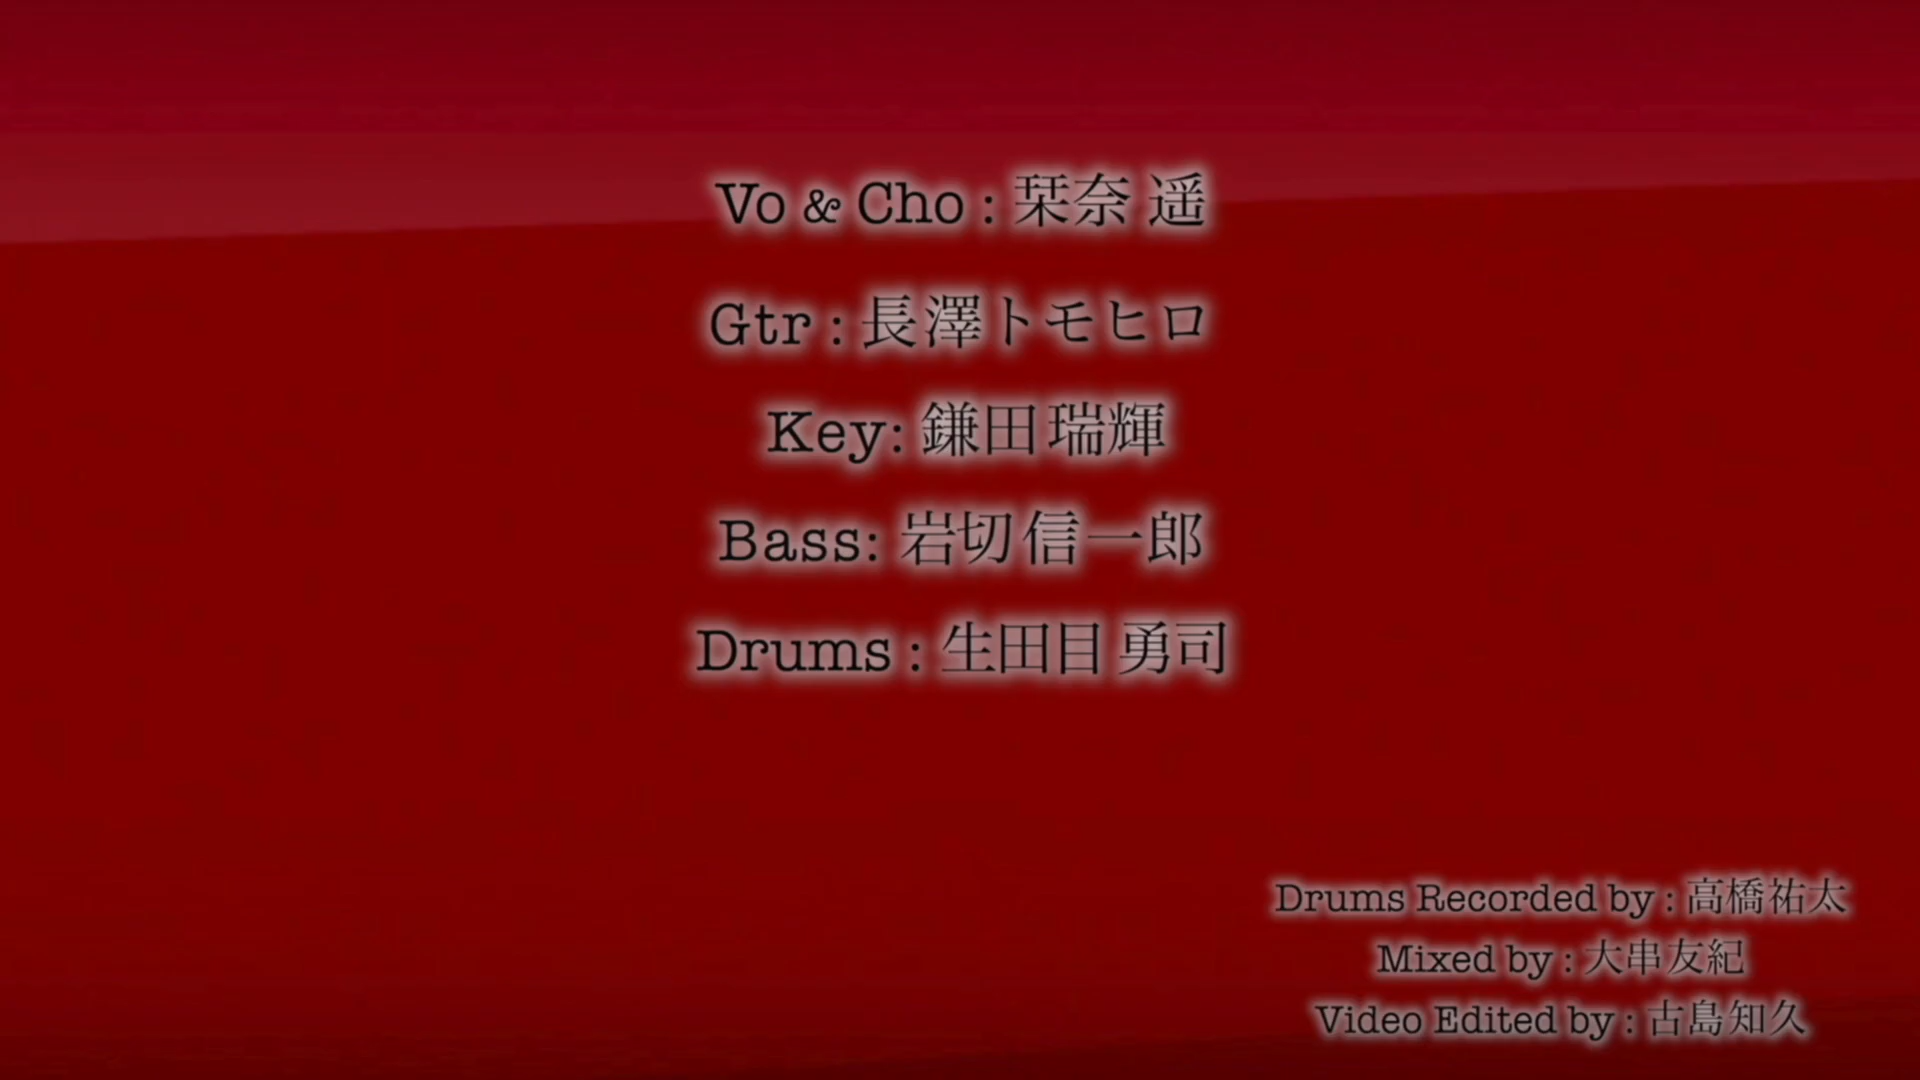 Vo & Cho : 栞奈 遥
Gtr : 長澤トモヒロ
Key: 鎌田 瑞輝
Bass: 岩切 信一郎
Drums : 生田目 勇司
Drums Recorded by : 高橋祐太
Mixed by : 大串友紀
Video Edited by : 古島知久